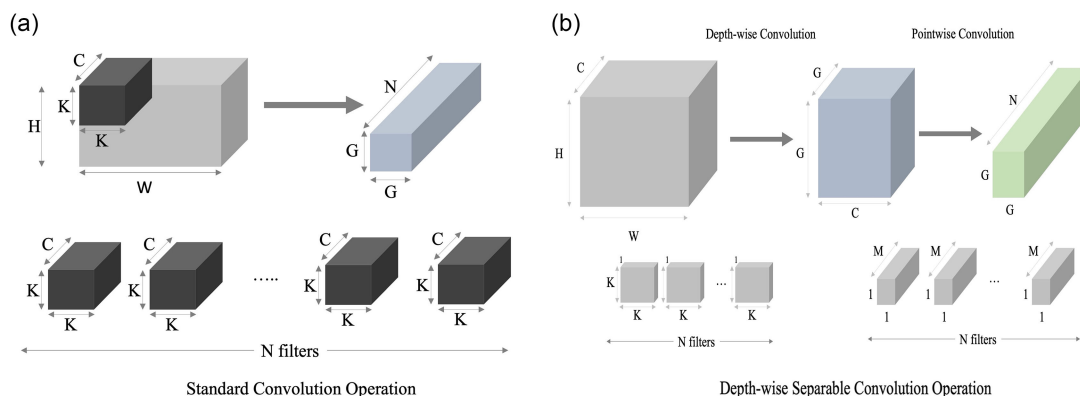 (a)
C
K
H
K
W
N
G
G
C
K
K
C
K
K
.....
C
K
K
C
K
K
N filters
Standard Convolution Operation
(b)
Depth-wise Convolution
Pointwise Convolution
C
H
W
G
G
C
N
G
G
1
K
K
1
K
...
1
K
N filters
M
1
1
M
1
1
...
M
1
1
N filters
Depth-wise Separable Convolution Operation